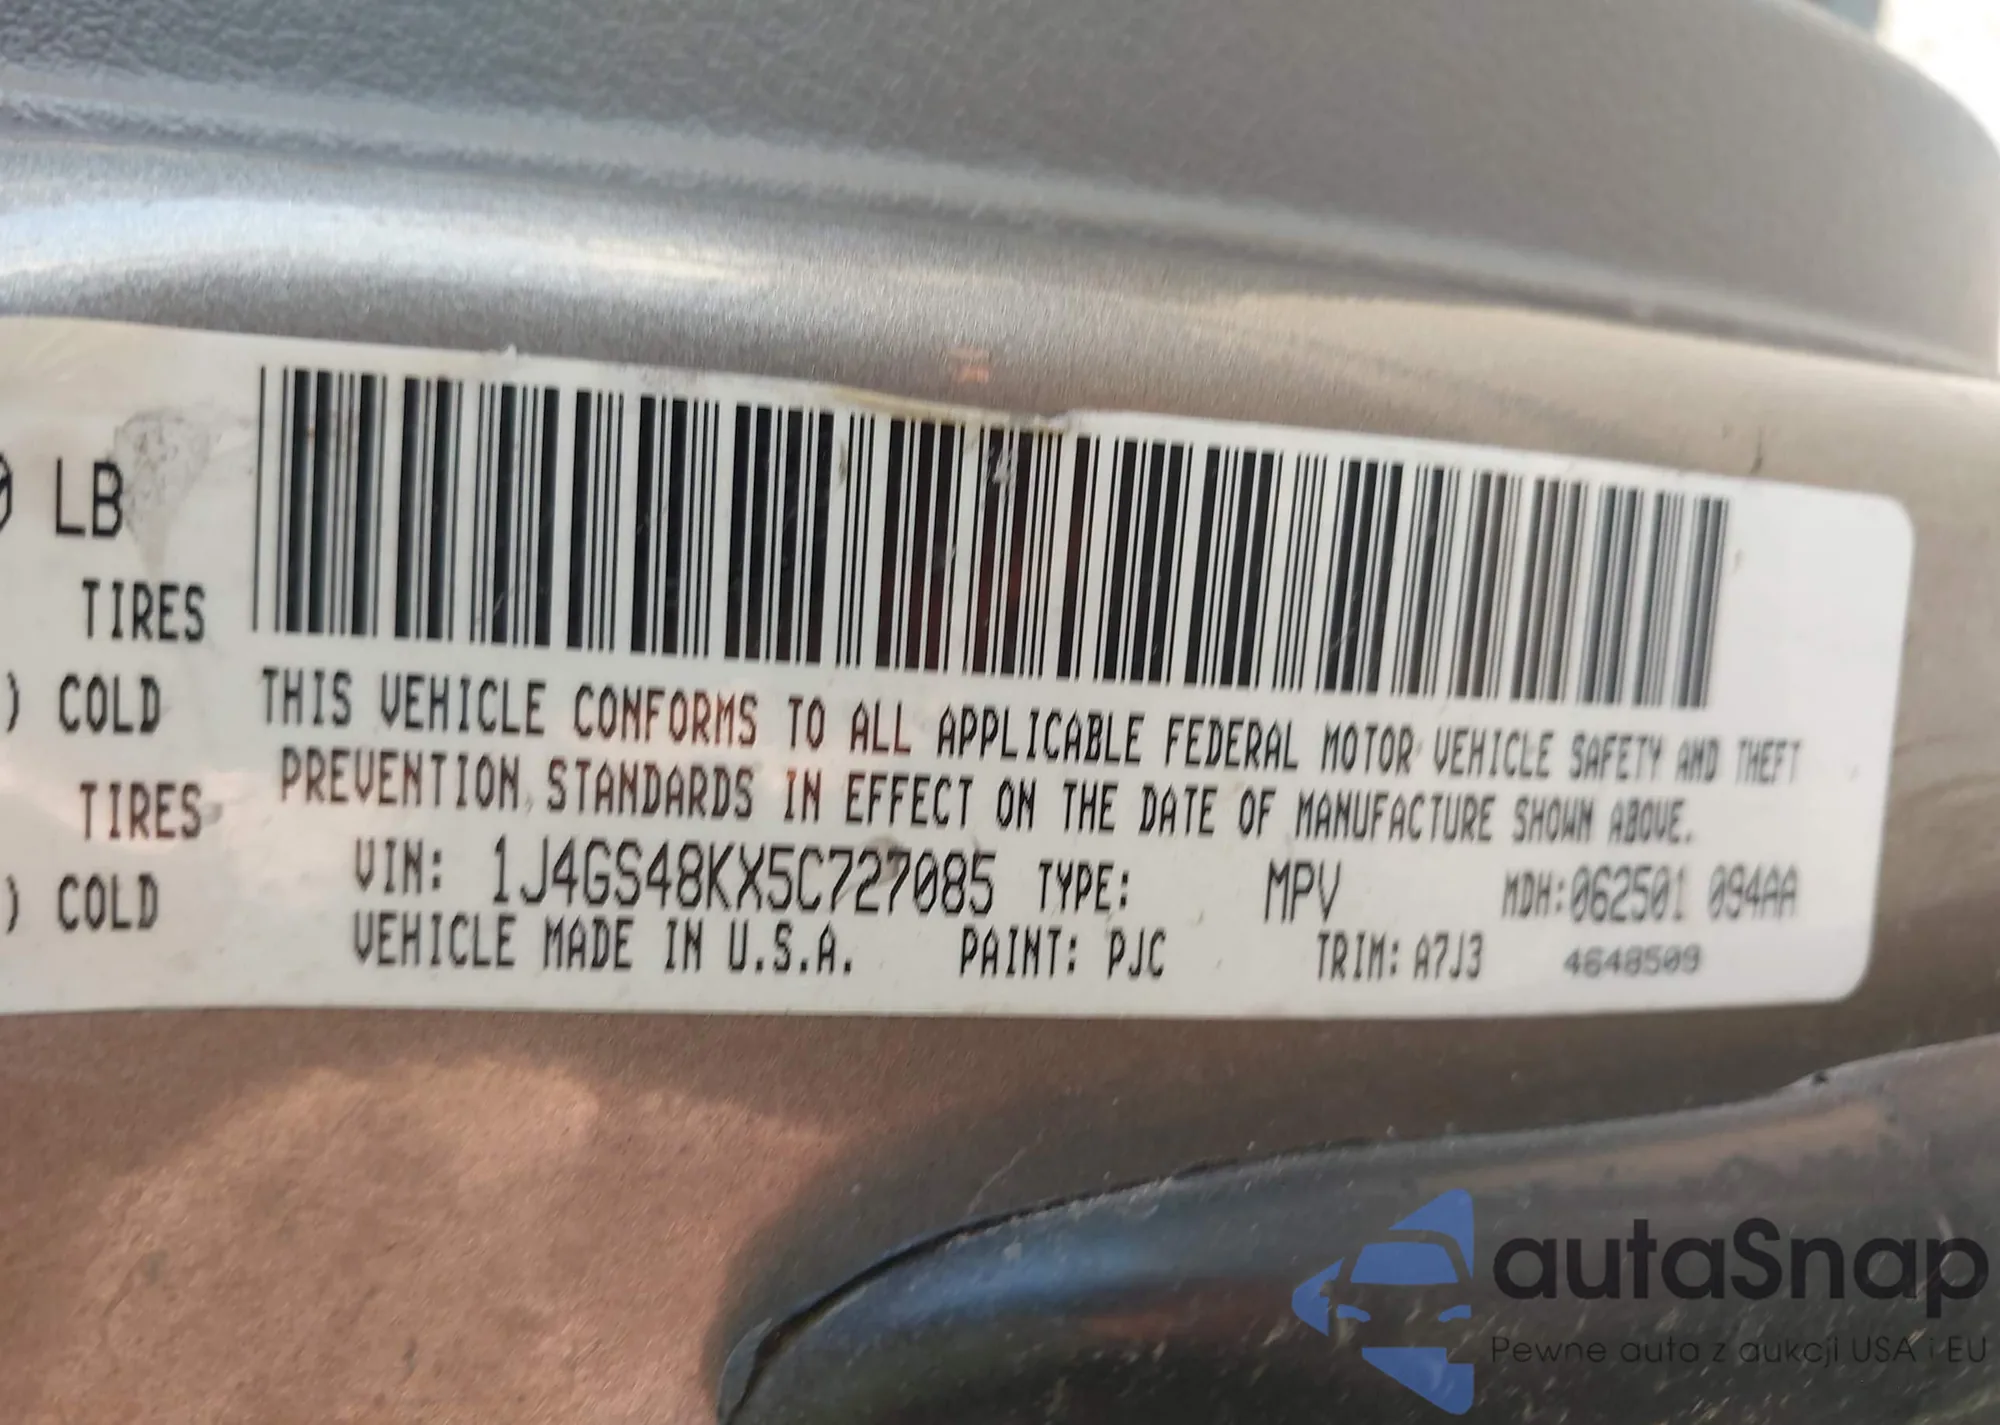 0 LB
TIRES
) COLD
TIRES
) COLD
THIS VEHICLE CONFORMS TO ALL APPLICABLE FEDERAL MOTOR VEHICLE SAFETY AND THEFT
PREVENTION STANDARDS IN EFFECT ON THE DATE OF MANUFACTURE SHOWN ABOVE.
VIN: 1J4GS48KX5C727085 TYPE: MPV MDH:062501 094AA
VEHICLE MADE IN U.S.A. PAINT: PJC TRIM: A7J3 4648509
autaSnap
Pewne auta z aukcji USA i EU